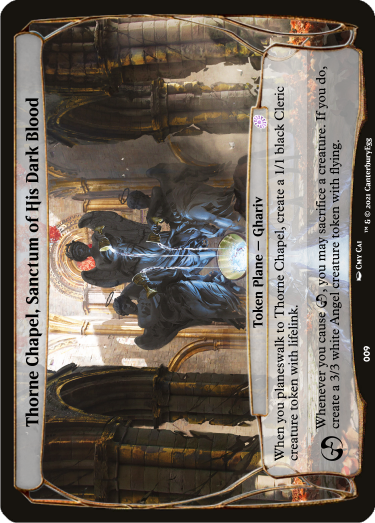 Thorne Chapel, Sanctum of His Dark Blood
Token Plane — Ghariv
When you planeswalk to Thorne Chapel, create a 1/1 black Cleric
creature token with lifelink.
Whenever you cause , you may sacrifice a creature. If you do,
create a 3/3 white Angel creature token with flying.
009
Cmy Cai
™ & © 2021 CanterburyEgg